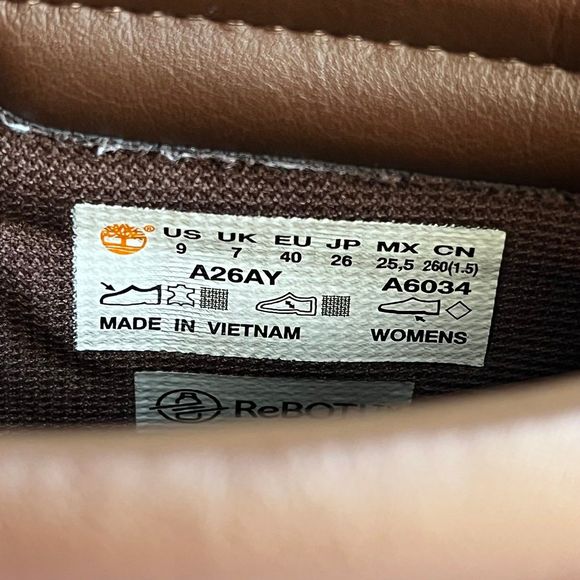 ® US UK EU JP MX CN
9 7 40 26 25,5 260(1.5)
A26AY A6034
MADE IN VIETNAM WOMENS